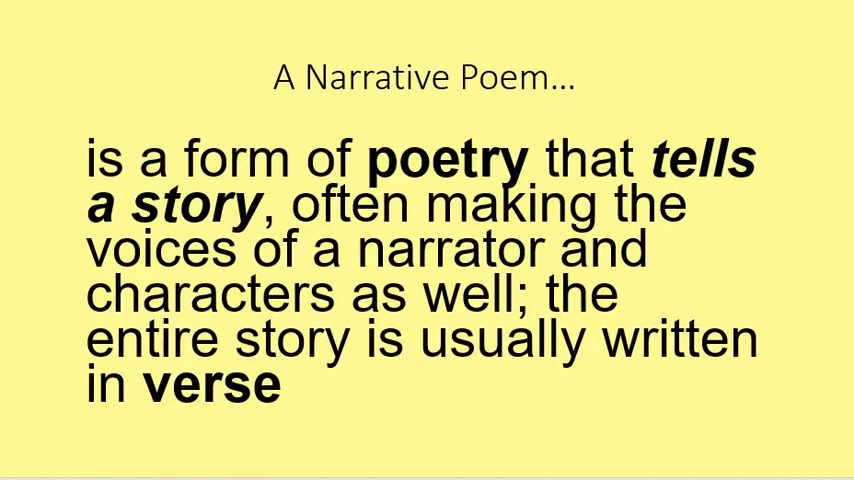 A Narrative Poem...
is a form of poetry that tells
a story, often making the
voices of a narrator and
characters as well; the
entire story is usually written
in verse